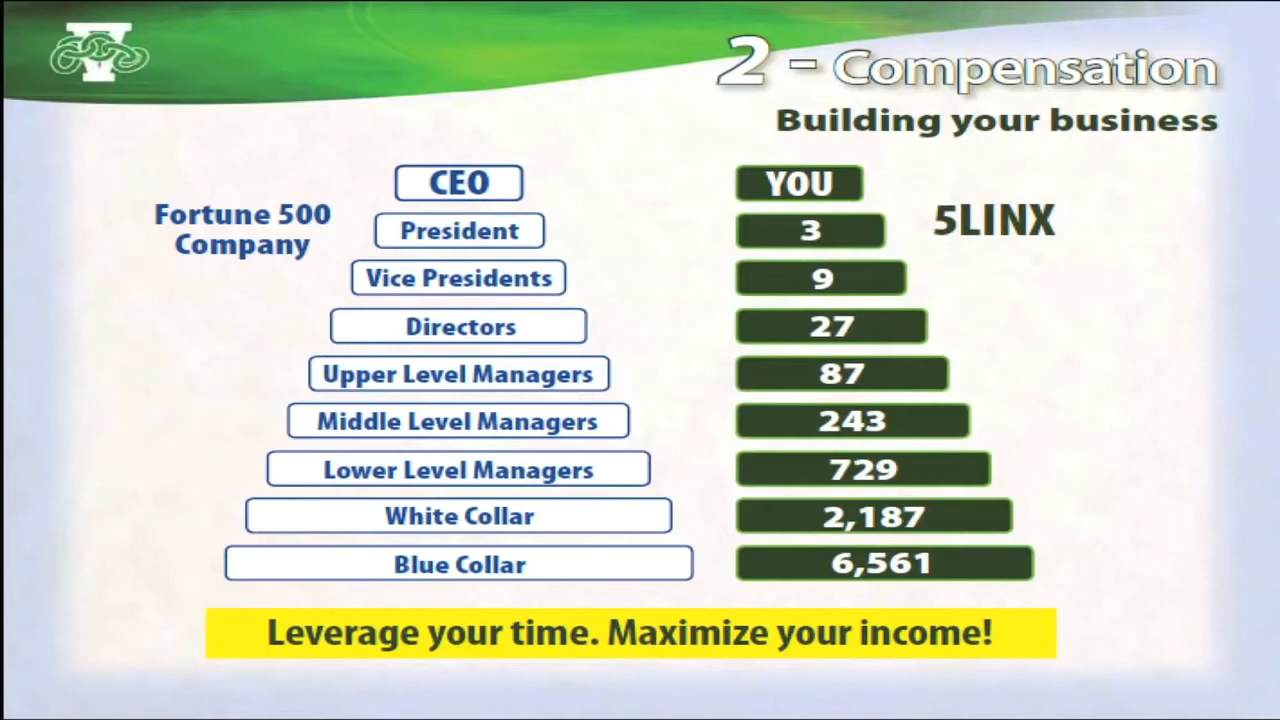 2 - Compensation
Building your business
Fortune 500
Company
CEO
President
Vice Presidents
Directors
Upper Level Managers
Middle Level Managers
Lower Level Managers
White Collar
Blue Collar
YOU
3
9
27
87
243
729
2,187
6,561
5LINX
Leverage your time. Maximize your income!